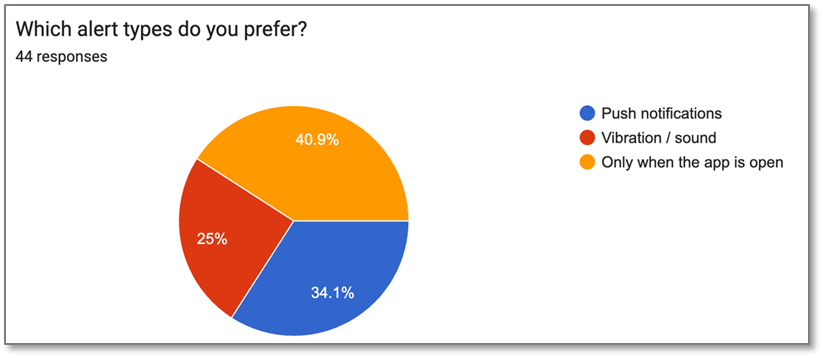 Which alert types do you prefer?
44 responses
Push notifications
Vibration / sound
Only when the app is open
40.9%
25%
34.1%